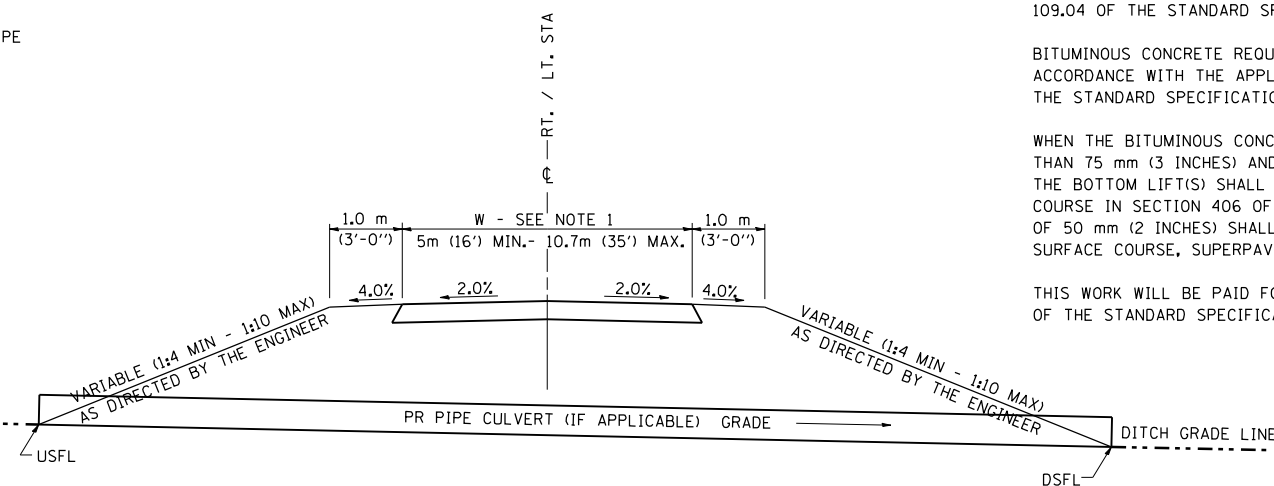 PE
RT. / LT. STA
℄
1.0 m
(3'-0'')
W - SEE NOTE 1
5m (16') MIN.- 10.7m (35') MAX.
1.0 m
(3'-0'')
4.0%
2.0%
2.0%
4.0%
VARIABLE (1:4 MIN - 1:10 MAX)
AS DIRECTED BY THE ENGINEER
VARIABLE (1:4 MIN - 1:10 MAX)
AS DIRECTED BY THE ENGINEER
PR PIPE CULVERT (IF APPLICABLE) GRADE
USFL
DITCH GRADE LINE
DSFL
109.04 OF THE STANDARD SP
BITUMINOUS CONCRETE REQU
ACCORDANCE WITH THE APPL
THE STANDARD SPECIFICATIO
WHEN THE BITUMINOUS CONC
THAN 75 mm (3 INCHES) AND
THE BOTTOM LIFT(S) SHALL
COURSE IN SECTION 406 OF
OF 50 mm (2 INCHES) SHALL
SURFACE COURSE, SUPERPAV
THIS WORK WILL BE PAID FO
OF THE STANDARD SPECIFICA